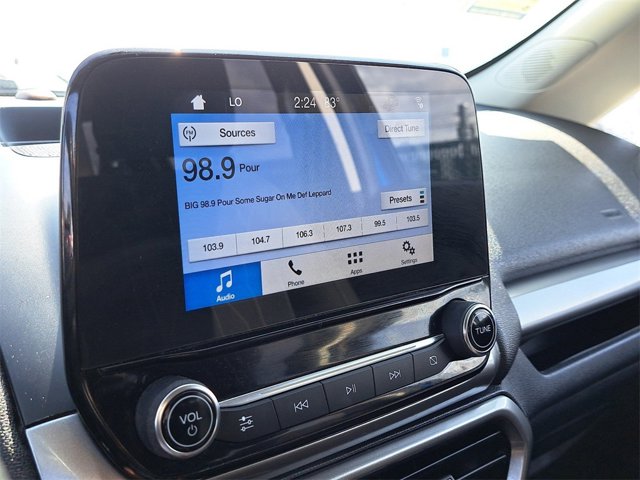 LO 2:24 83°
FM Sources Direct Tune
98.9 Pour
BIG 98.9 Pour Some Sugar On Me Def Leppard
Presets
103.9 104.7 106.3 107.3 99.5 103.5
Audio Phone Apps Settings
TUNE
VOL